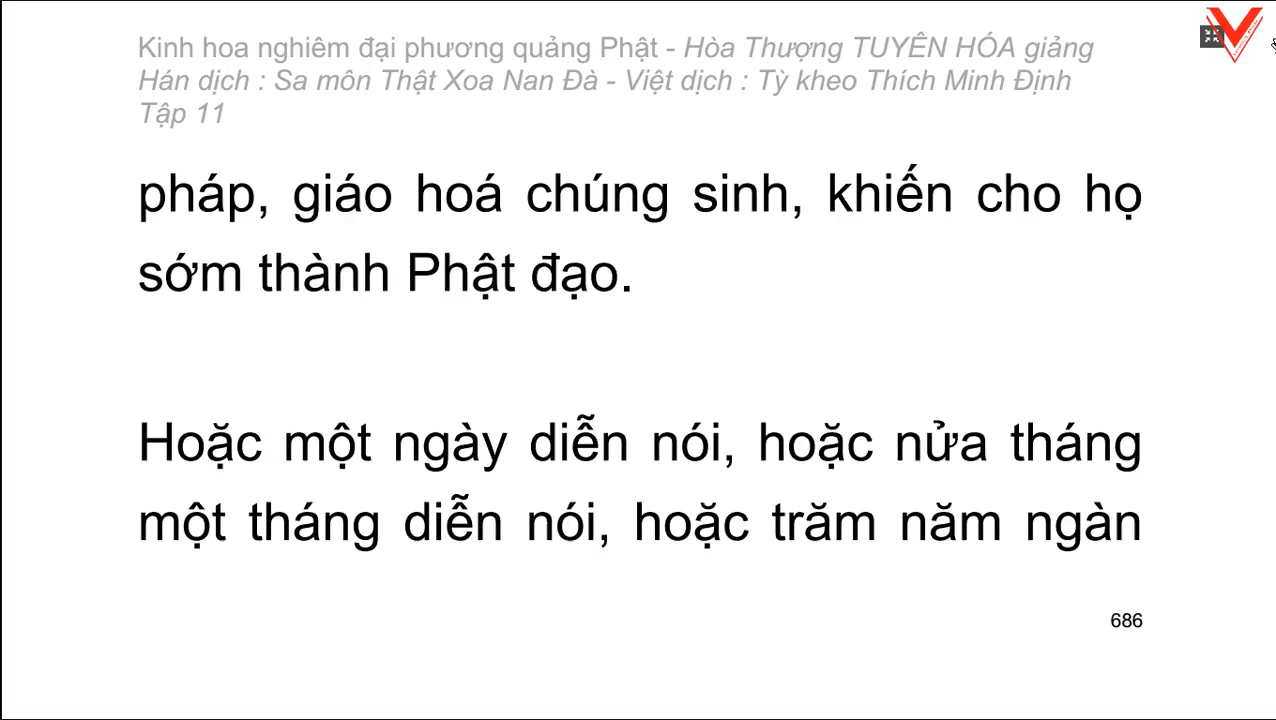 Kinh hoa nghiêm đại phương quảng Phật - Hòa Thượng TUYÊN HÓA giảng
Hán dịch : Sa môn Thật Xoa Nan Đà - Việt dịch : Tỳ kheo Thích Minh Định
Tập 11
pháp, giáo hoá chúng sinh, khiến cho họ
sớm thành Phật đạo.
Hoặc một ngày diễn nói, hoặc nửa tháng
một tháng diễn nói, hoặc trăm năm ngàn
686